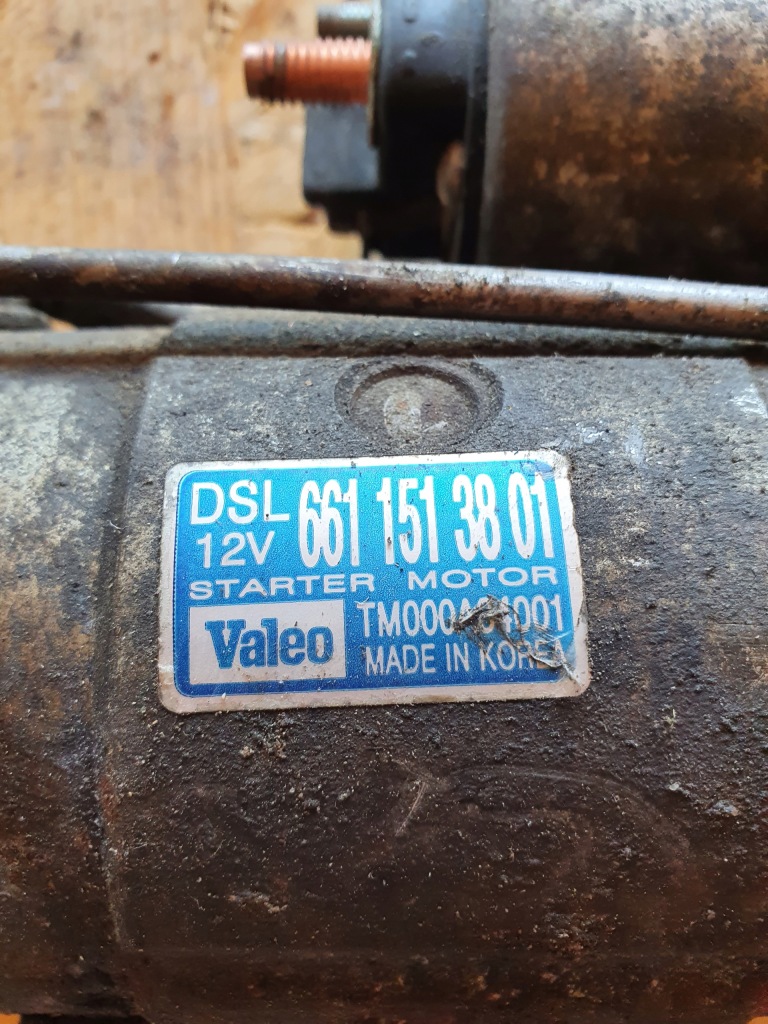 DSL 661 151 38 01
12V
STARTER MOTOR
Valeo
MADE IN KOREA